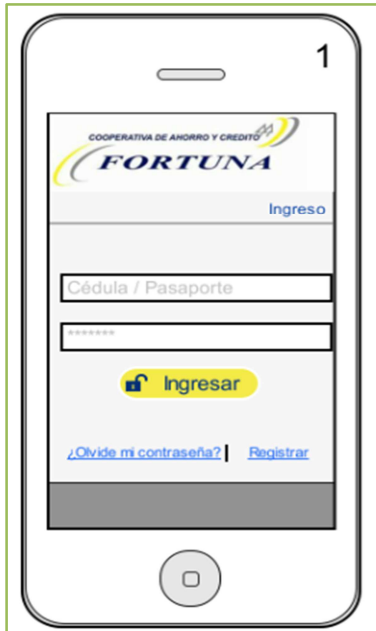 1
COOPERATIVA DE AHORRO Y CREDITO
FORTUNA
Ingreso
Cédula / Pasaporte
*******
Ingresar
¿Olvide mi contraseña? | Registrar